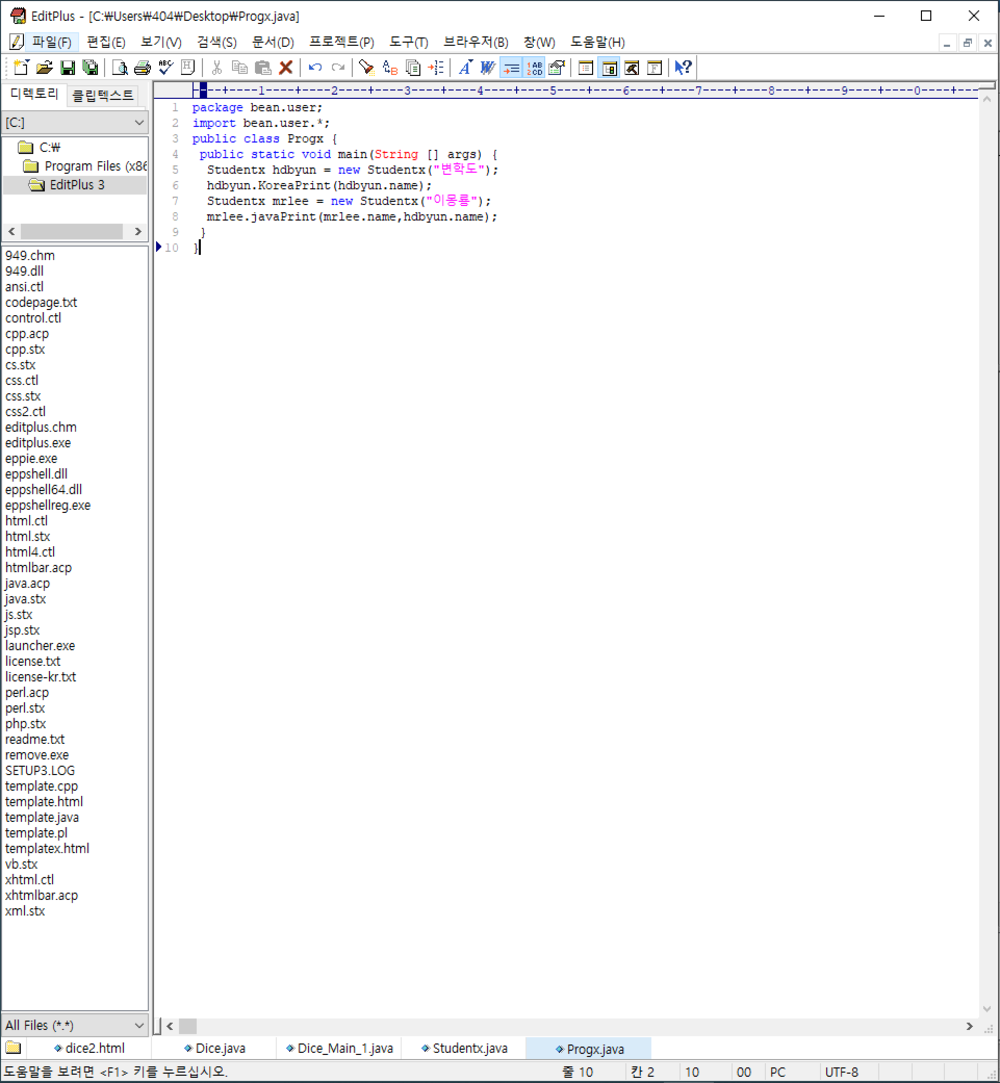 EditPlus - [C:₩Users₩404₩Desktop₩Progx.java]
파일(F) 편집(E) 보기(V) 검색(S) 문서(D) 프로젝트(P) 도구(T) 브라우저(B) 창(W) 도움말(H)
디렉토리 클립텍스트
[C:]
C:₩
Program Files (x86
EditPlus 3
949.chm
949.dll
ansi.ctl
codepage.txt
control.ctl
cpp.acp
cpp.stx
cs.stx
css.ctl
css.stx
css2.ctl
editplus.chm
editplus.exe
eppie.exe
eppshell.dll
eppshell64.dll
eppshellreg.exe
html.ctl
html.stx
html4.ctl
htmlbar.acp
java.acp
java.stx
js.stx
jsp.stx
launcher.exe
license.txt
license-kr.txt
perl.acp
perl.stx
php.stx
readme.txt
remove.exe
SETUP3.LOG
template.cpp
template.html
template.java
template.pl
templatex.html
vb.stx
xhtml.ctl
xhtmlbar.acp
xml.stx
All Files (*.*)
----+----1----+----2----+----3----+----4----+----5----+----6----+----7----+----8----+----9----+----0----+--
1 package bean.user;
2 import bean.user.*;
3 public class Progx {
4 public static void main(String [] args) {
5 Studentx hdbyun = new Studentx("변학도");
6 hdbyun.KoreaPrint(hdbyun.name);
7 Studentx mrlee = new Studentx("이몽룡");
8 mrlee.javaPrint(mrlee.name,hdbyun.name);
9 }
10 }
dice2.html Dice.java Dice_Main_1.java Studentx.java Progx.java
도움말을 보려면 <F1> 키를 누르십시오. 줄 10 칸 2 10 00 PC UTF-8